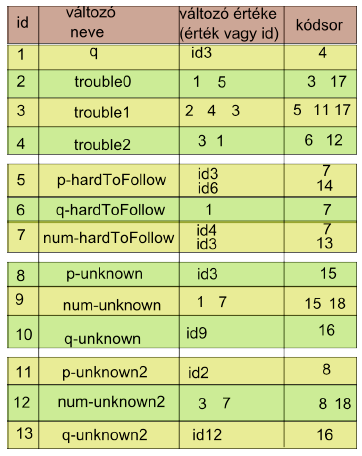 id változó neve változó értéke (érték vagy id) kódsor
1 q id3 4
2 trouble0 1 5 3 17
3 trouble1 2 4 3 5 11 17
4 trouble2 3 1 6 12
5 p-hardToFollow id3 id6 7 14
6 q-hardToFollow 1 7
7 num-hardToFollow id4 id3 7 13
8 p-unknown id3 15
9 num-unknown 1 7 15 18
10 q-unknown id9 16
11 p-unknown2 id2 8
12 num-unknown2 3 7 8 18
13 q-unknown2 id12 16